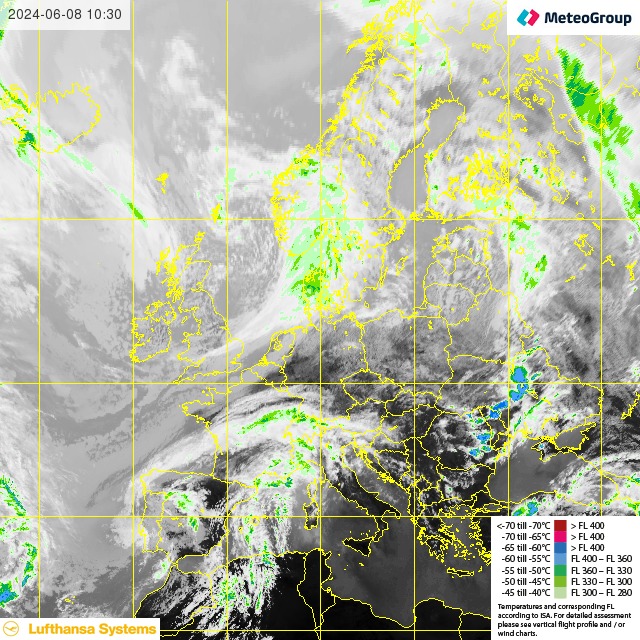 2024-06-08 10:30
MeteoGroup
<-70 till -70°C > FL 400
-70 till -65°C > FL 400
-65 till -60°C > FL 400
-60 till -55°C FL 400 – FL 360
-55 till -50°C FL 360 – FL 330
-50 till -45°C FL 330 – FL 300
-45 till -40°C FL 300 – FL 280
Temperatures and corresponding FL
according to ISA. For detailed assessment
please see vertical flight profile and / or
wind charts.
Lufthansa Systems